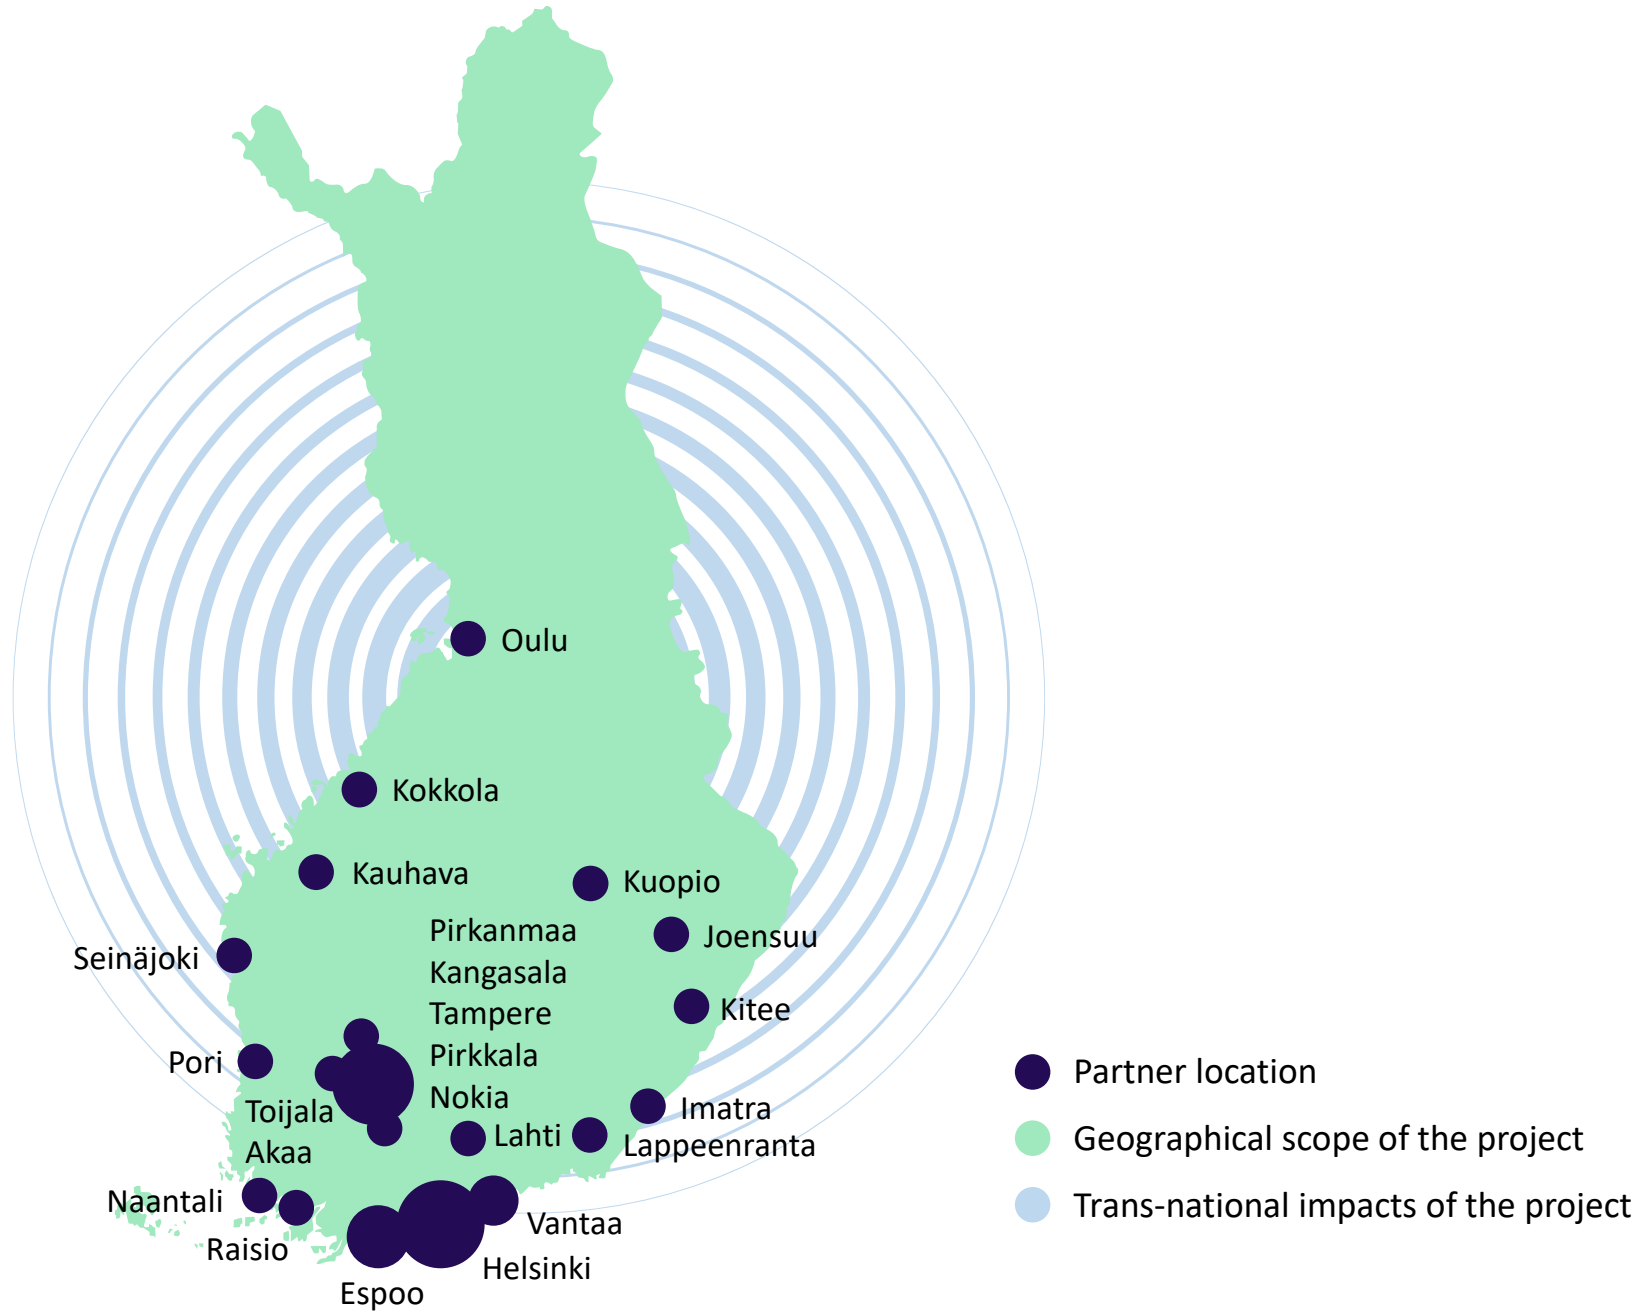 Oulu
Kokkola
Kauhava
Kuopio
Pirkanmaa
Kangasala
Tampere
Pirkkala
Nokia
Joensuu
Seinäjoki
Kitee
Pori
Toijala
Akaa
Lahti
Imatra
Lappeenranta
Naantali
Raisio
Vantaa
Helsinki
Espoo
Partner location
Geographical scope of the project
Trans-national impacts of the project